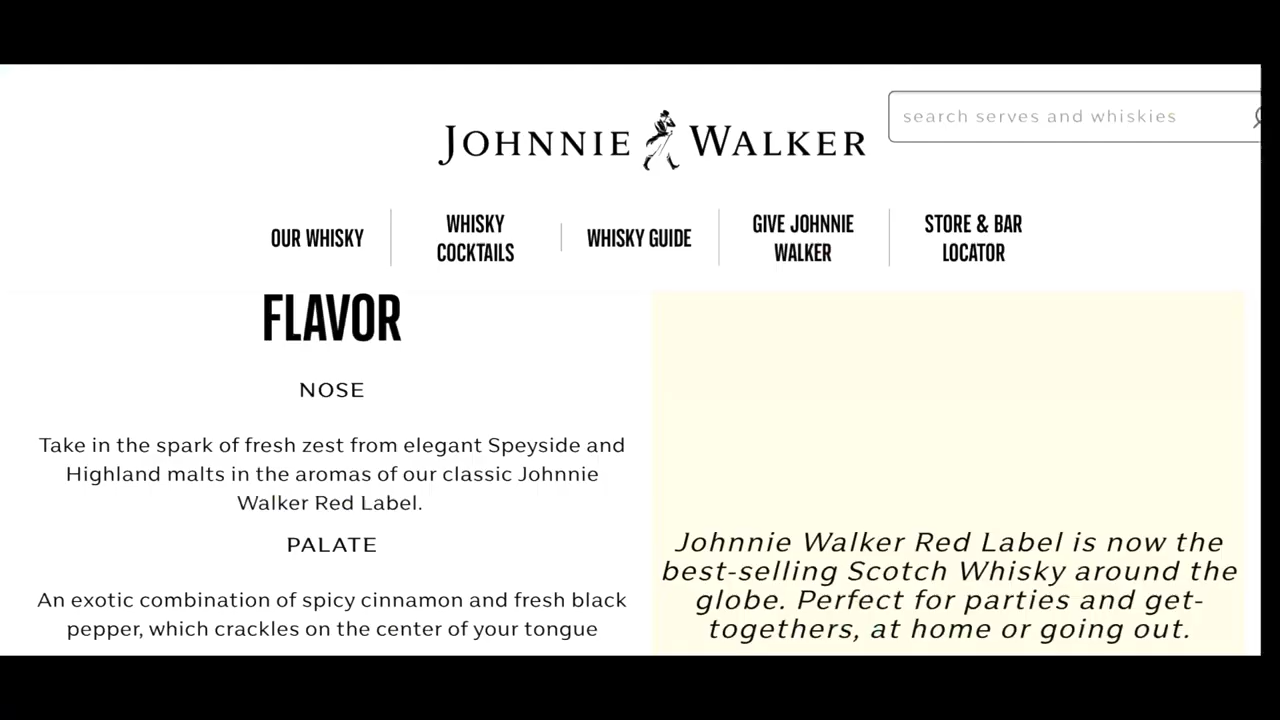 search serves and whiskies
JOHNNIE WALKER
OUR WHISKY
WHISKY
COCKTAILS
WHISKY GUIDE
GIVE JOHNNIE
WALKER
STORE & BAR
LOCATOR
FLAVOR
NOSE
Take in the spark of fresh zest from elegant Speyside and
Highland malts in the aromas of our classic Johnnie
Walker Red Label.
PALATE
An exotic combination of spicy cinnamon and fresh black
pepper, which crackles on the center of your tongue
Johnnie Walker Red Label is now the
best-selling Scotch Whisky around the
globe. Perfect for parties and get-
togethers, at home or going out.